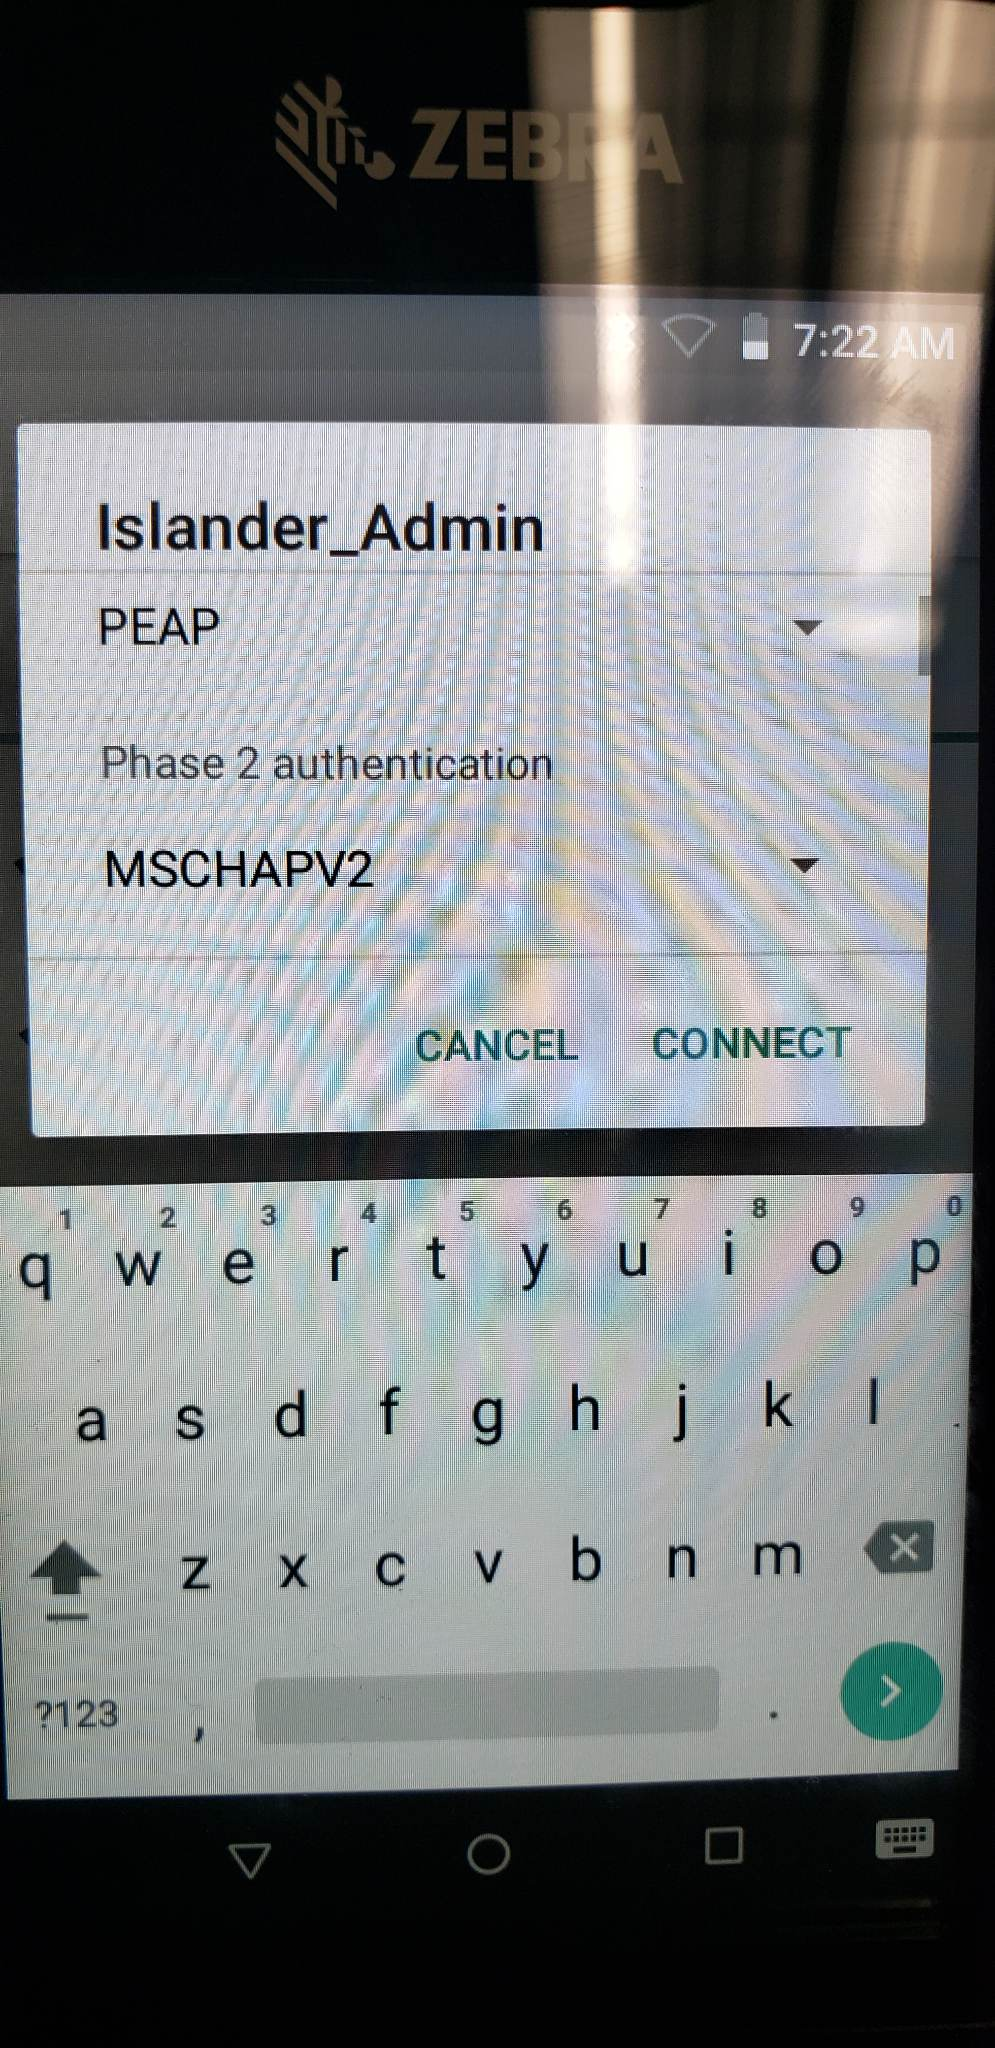 ZEBRA
7:22 AM
Islander_Admin
PEAP
Phase 2 authentication
MSCHAPV2
CANCEL CONNECT
1 2 3 4 5 6 7 8 9 0
q w e r t y u i o p
a s d f g h j k l
z x c v b n m
?123 , .